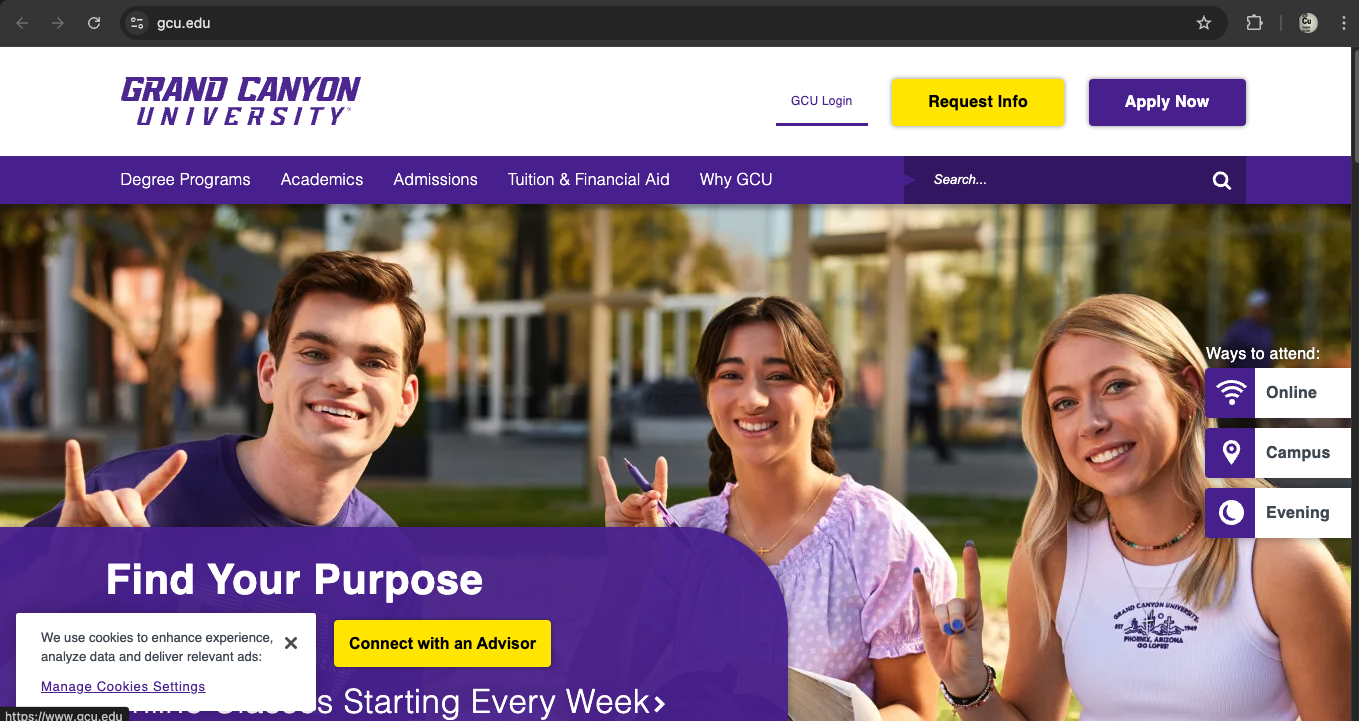 gcu.edu
Cu
GRAND CANYON
UNIVERSITY
GCU Login
Request Info
Apply Now
Degree Programs
Academics
Admissions
Tuition & Financial Aid
Why GCU
Search...
Ways to attend:
Online
Campus
Evening
GRAND CANYON UNIVERSITY
EST 1949
PHOENIX, ARIZONA
GO LOPES!
Find Your Purpose
Connect with an Advisor
We use cookies to enhance experience,
analyze data and deliver relevant ads:
Manage Cookies Settings
Starting Every Week
https://www.gcu.edu